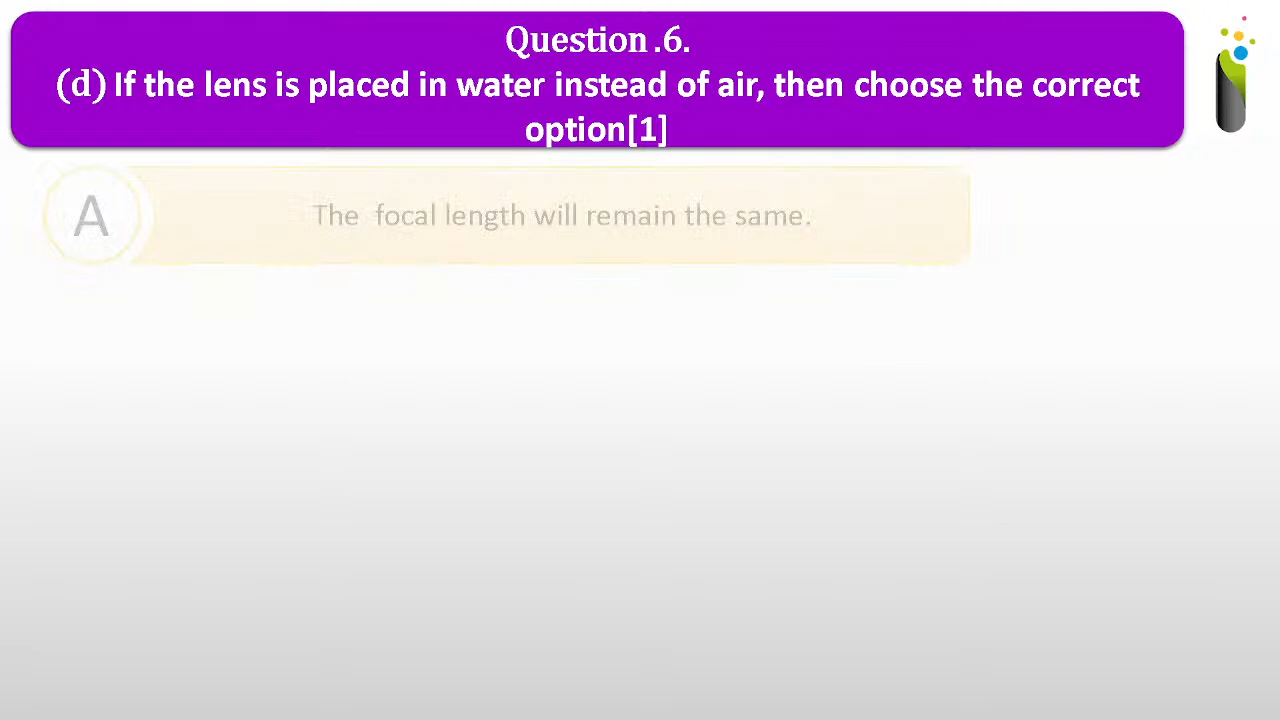 Question .6.
(d) If the lens is placed in water instead of air, then choose the correct
option[1]
A
The focal length will remain the same.